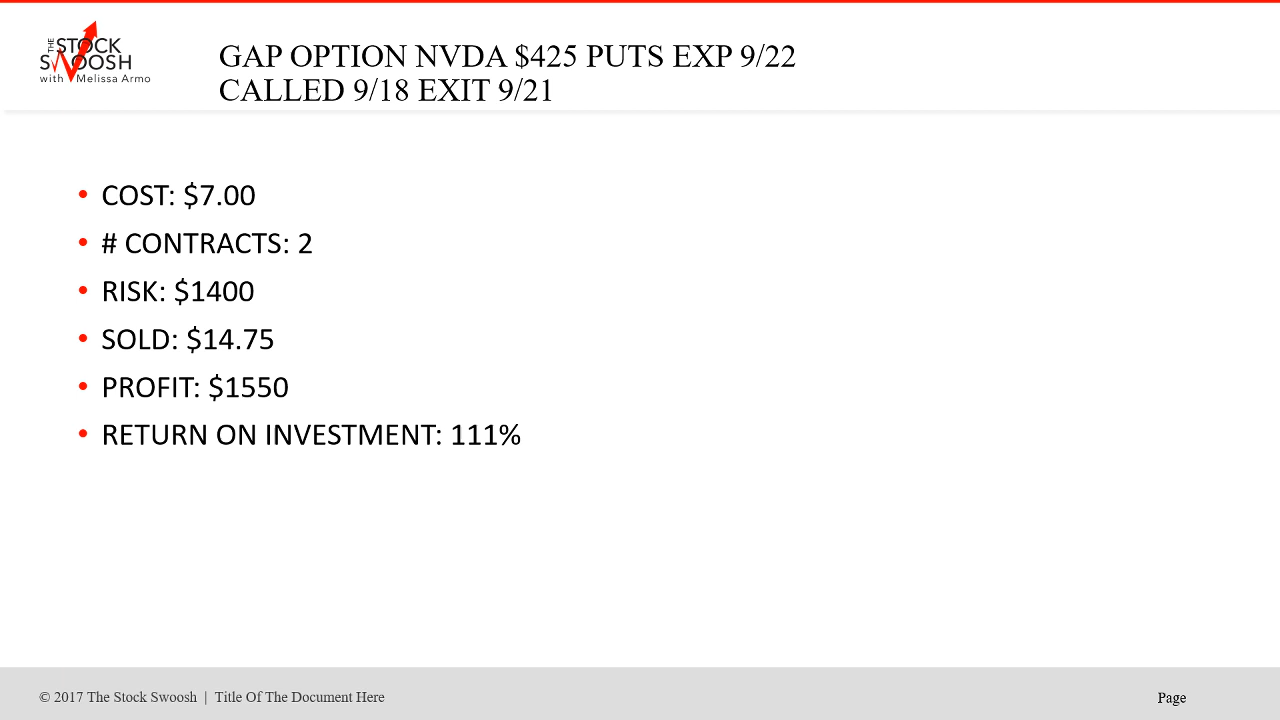 THE STOCK
SWOOSH
with Melissa Armo
GAP OPTION NVDA $425 PUTS EXP 9/22
CALLED 9/18 EXIT 9/21
• COST: $7.00
• # CONTRACTS: 2
• RISK: $1400
• SOLD: $14.75
• PROFIT: $1550
• RETURN ON INVESTMENT: 111%
© 2017 The Stock Swoosh | Title Of The Document Here
Page